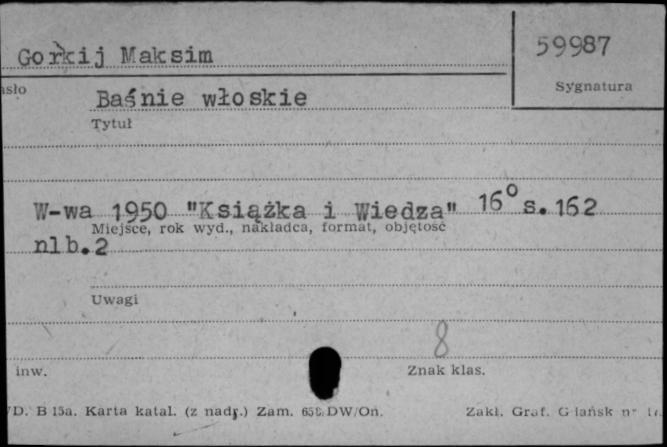 Gorkij Maksim
59987
Sygnatura
asło
Baśnie włoskie
Tytuł
W-wa 1950 "Książka i Wiedza" 16° s. 162
Miejsce, rok wyd., nakładca, format, objętość
nlb. 2
Uwagi
8
inw.
Znak klas.
D. B 15a. Karta katal. (z nadr.) Zam. DW/On.
Zakł. Graf. Gdańsk